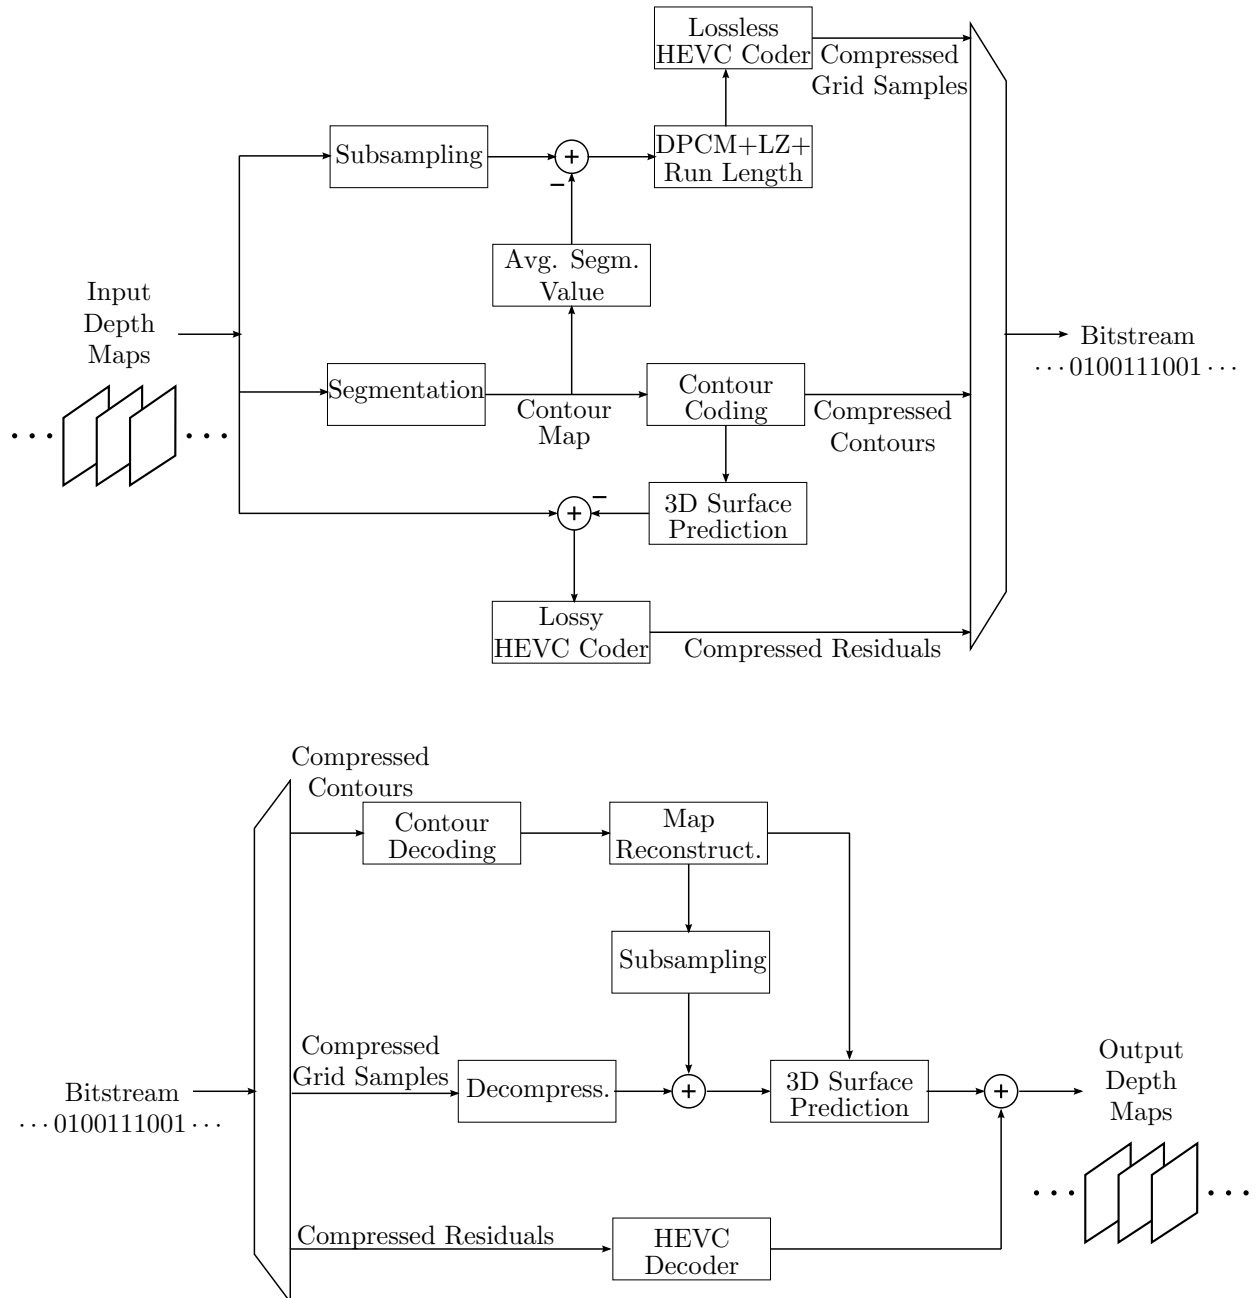 Lossless
HEVC Coder
Compressed
Grid Samples
Subsampling
+
−
DPCM+LZ+
Run Length
Avg. Segm.
Value
Input
Depth
Maps
· · ·
· · ·
Segmentation
Contour
Map
Contour
Coding
Compressed
Contours
Bitstream
· · · 0100111001 · · ·
+
−
3D Surface
Prediction
Lossy
HEVC Coder
Compressed Residuals
Compressed
Contours
Contour
Decoding
Map
Reconstruct.
Subsampling
Bitstream
· · · 0100111001 · · ·
Compressed
Grid Samples
Decompress.
+
3D Surface
Prediction
+
Output
Depth
Maps
· · ·
· · ·
Compressed Residuals
HEVC
Decoder